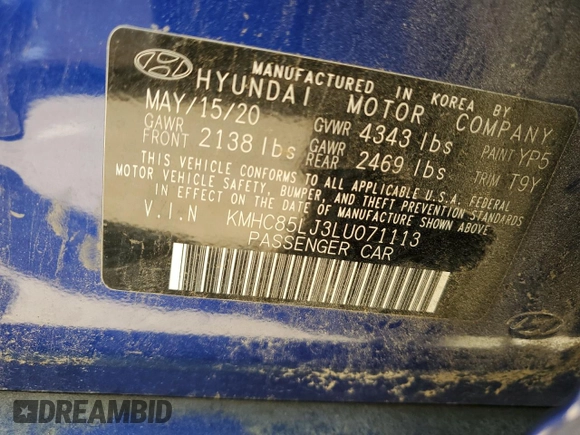 MANUFACTURED IN KOREA BY
HYUNDAI MOTOR COMPANY
MAY/15/20
GAWR FRONT 2138 lbs GVWR 4343 lbs PAINT YP5
GAWR REAR 2469 lbs TRIM T9Y
THIS VEHICLE CONFORMS TO ALL APPLICABLE U.S.A. FEDERAL
MOTOR VEHICLE SAFETY, BUMPER, AND THEFT PREVENTION STANDARDS
IN EFFECT ON THE DATE OF MANUFACTURE SHOWN ABOVE.
V.I.N KMHC85LJ3LU071113
PASSENGER CAR
DREAMBID